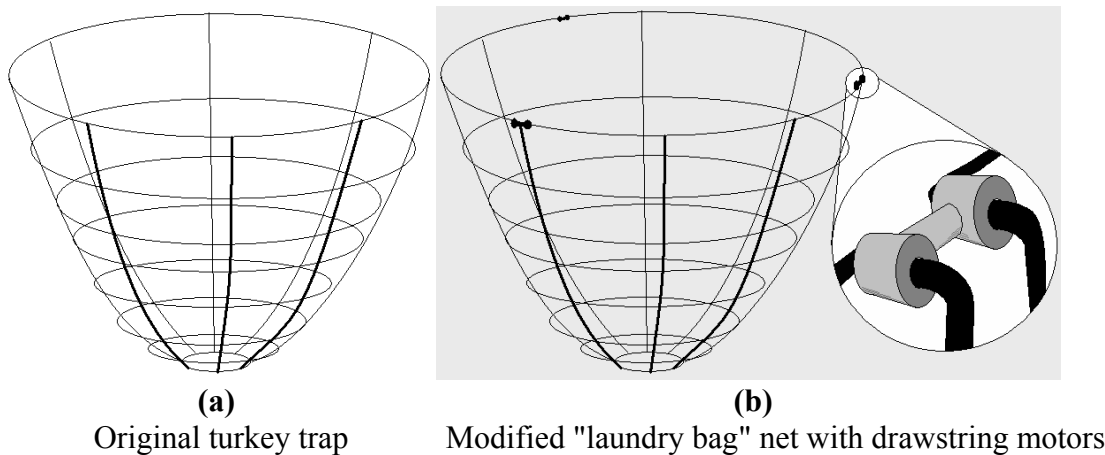 (a)
Original turkey trap
(b)
Modified "laundry bag" net with drawstring motors